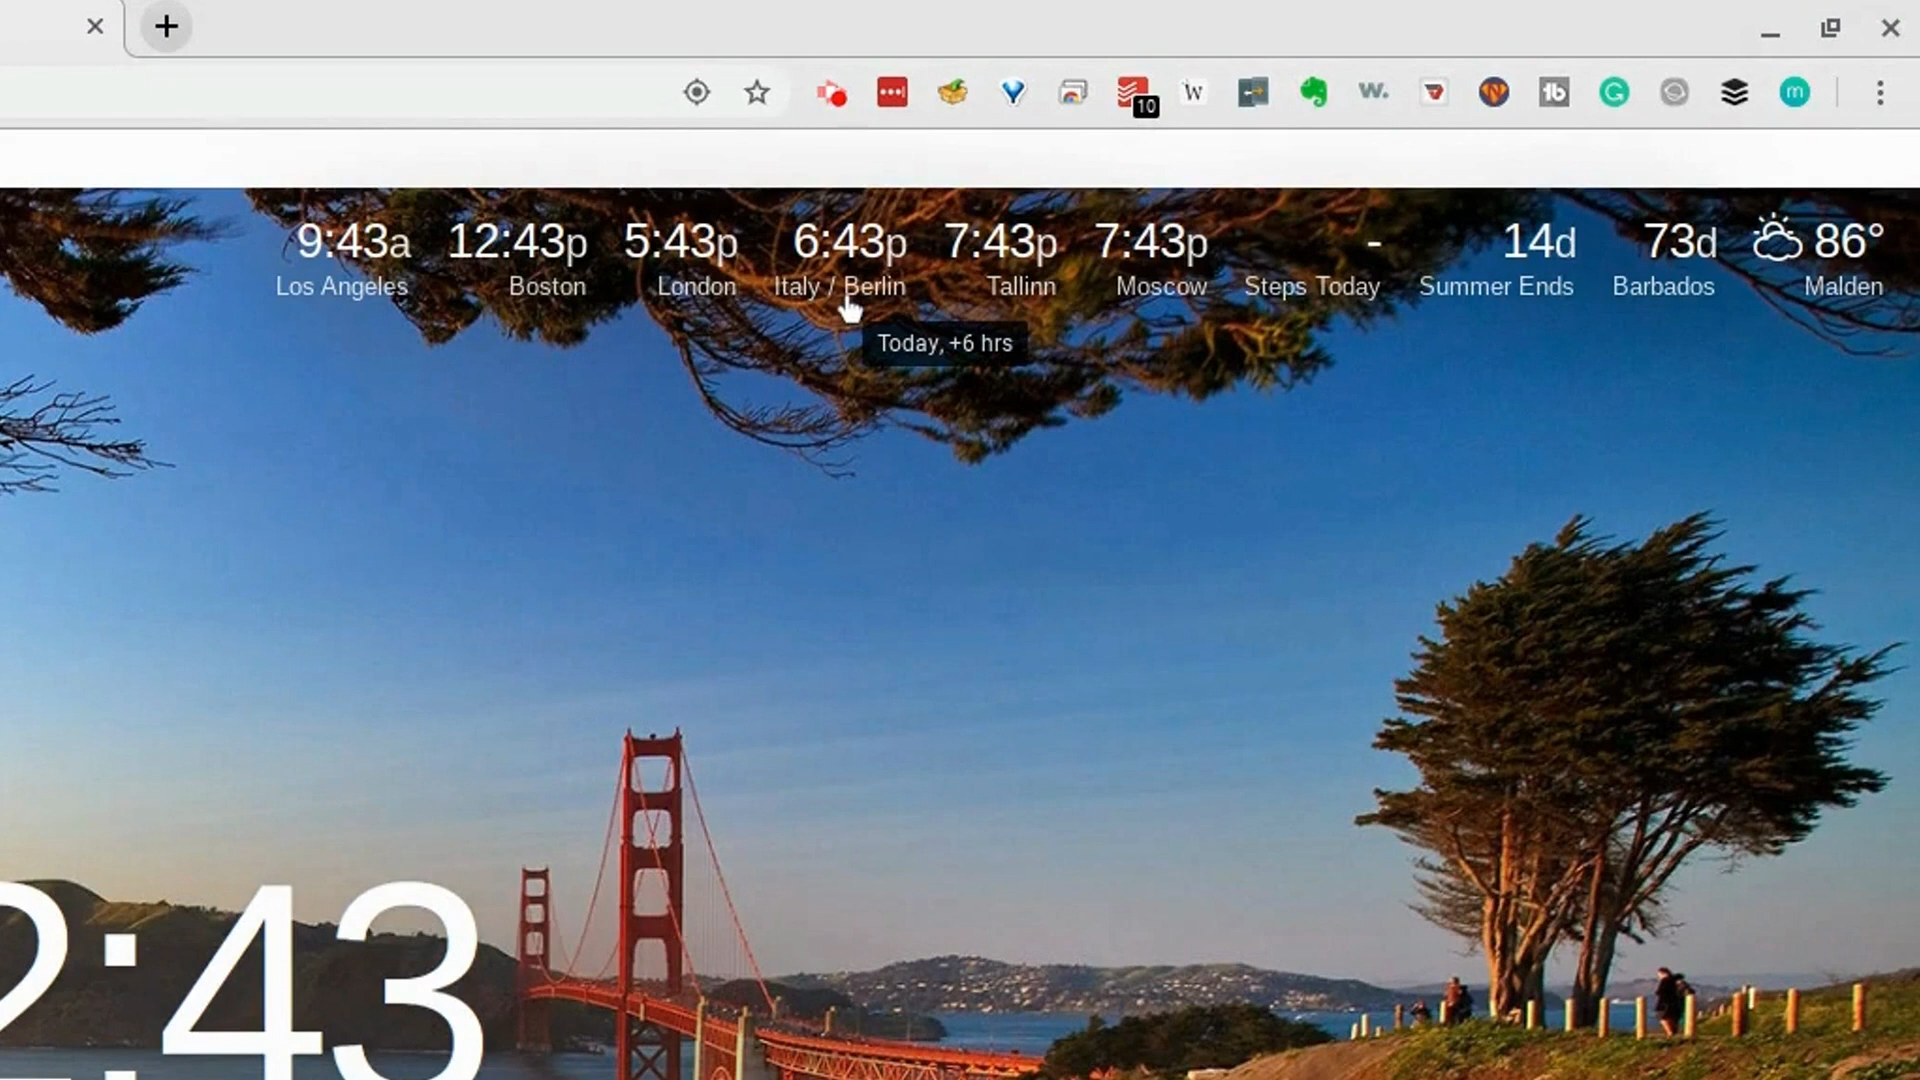 10 W w. N tb G m
9:43a 12:43p 5:43p 6:43p 7:43p 7:43p - 14d 73d 86°
Los Angeles Boston London Italy / Berlin Tallinn Moscow Steps Today Summer Ends Barbados Malden
Today, +6 hrs
2:43